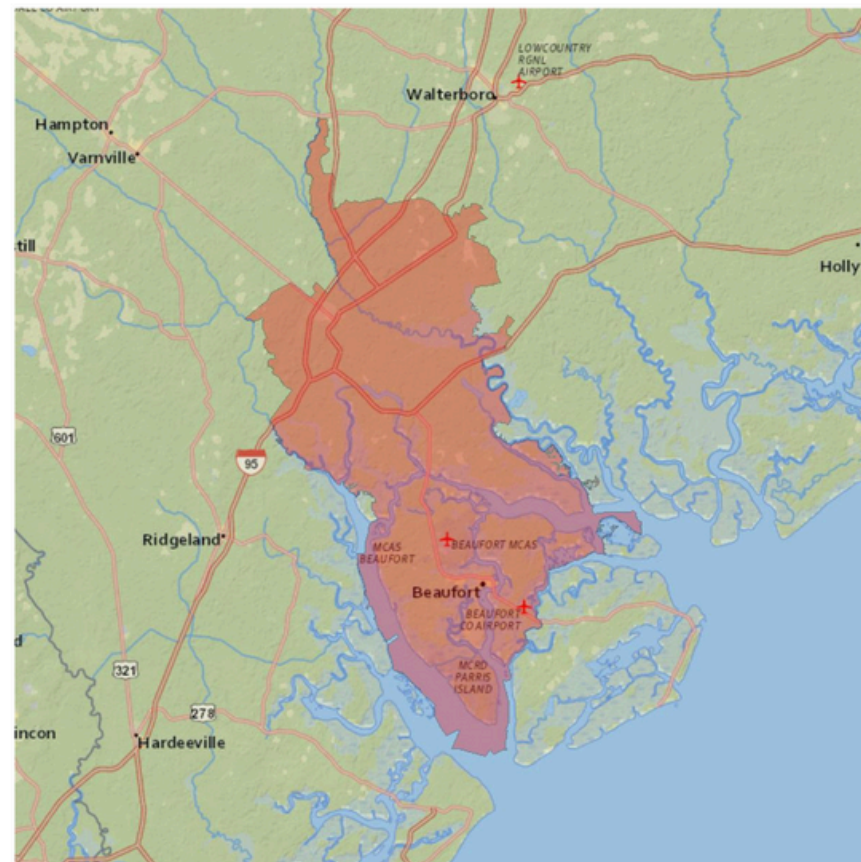 LOWCOUNTRY
RGNL
AIRPORT
Walterboro
Hampton
Varnville
still
Holly
601
95
Ridgeland
MCAS
BEAUFORT
BEAUFORT MCAS
Beaufort
BEAUFORT
CO AIRPORT
MCRD
PARRIS
ISLAND
321
278
d
incon
Hardeeville